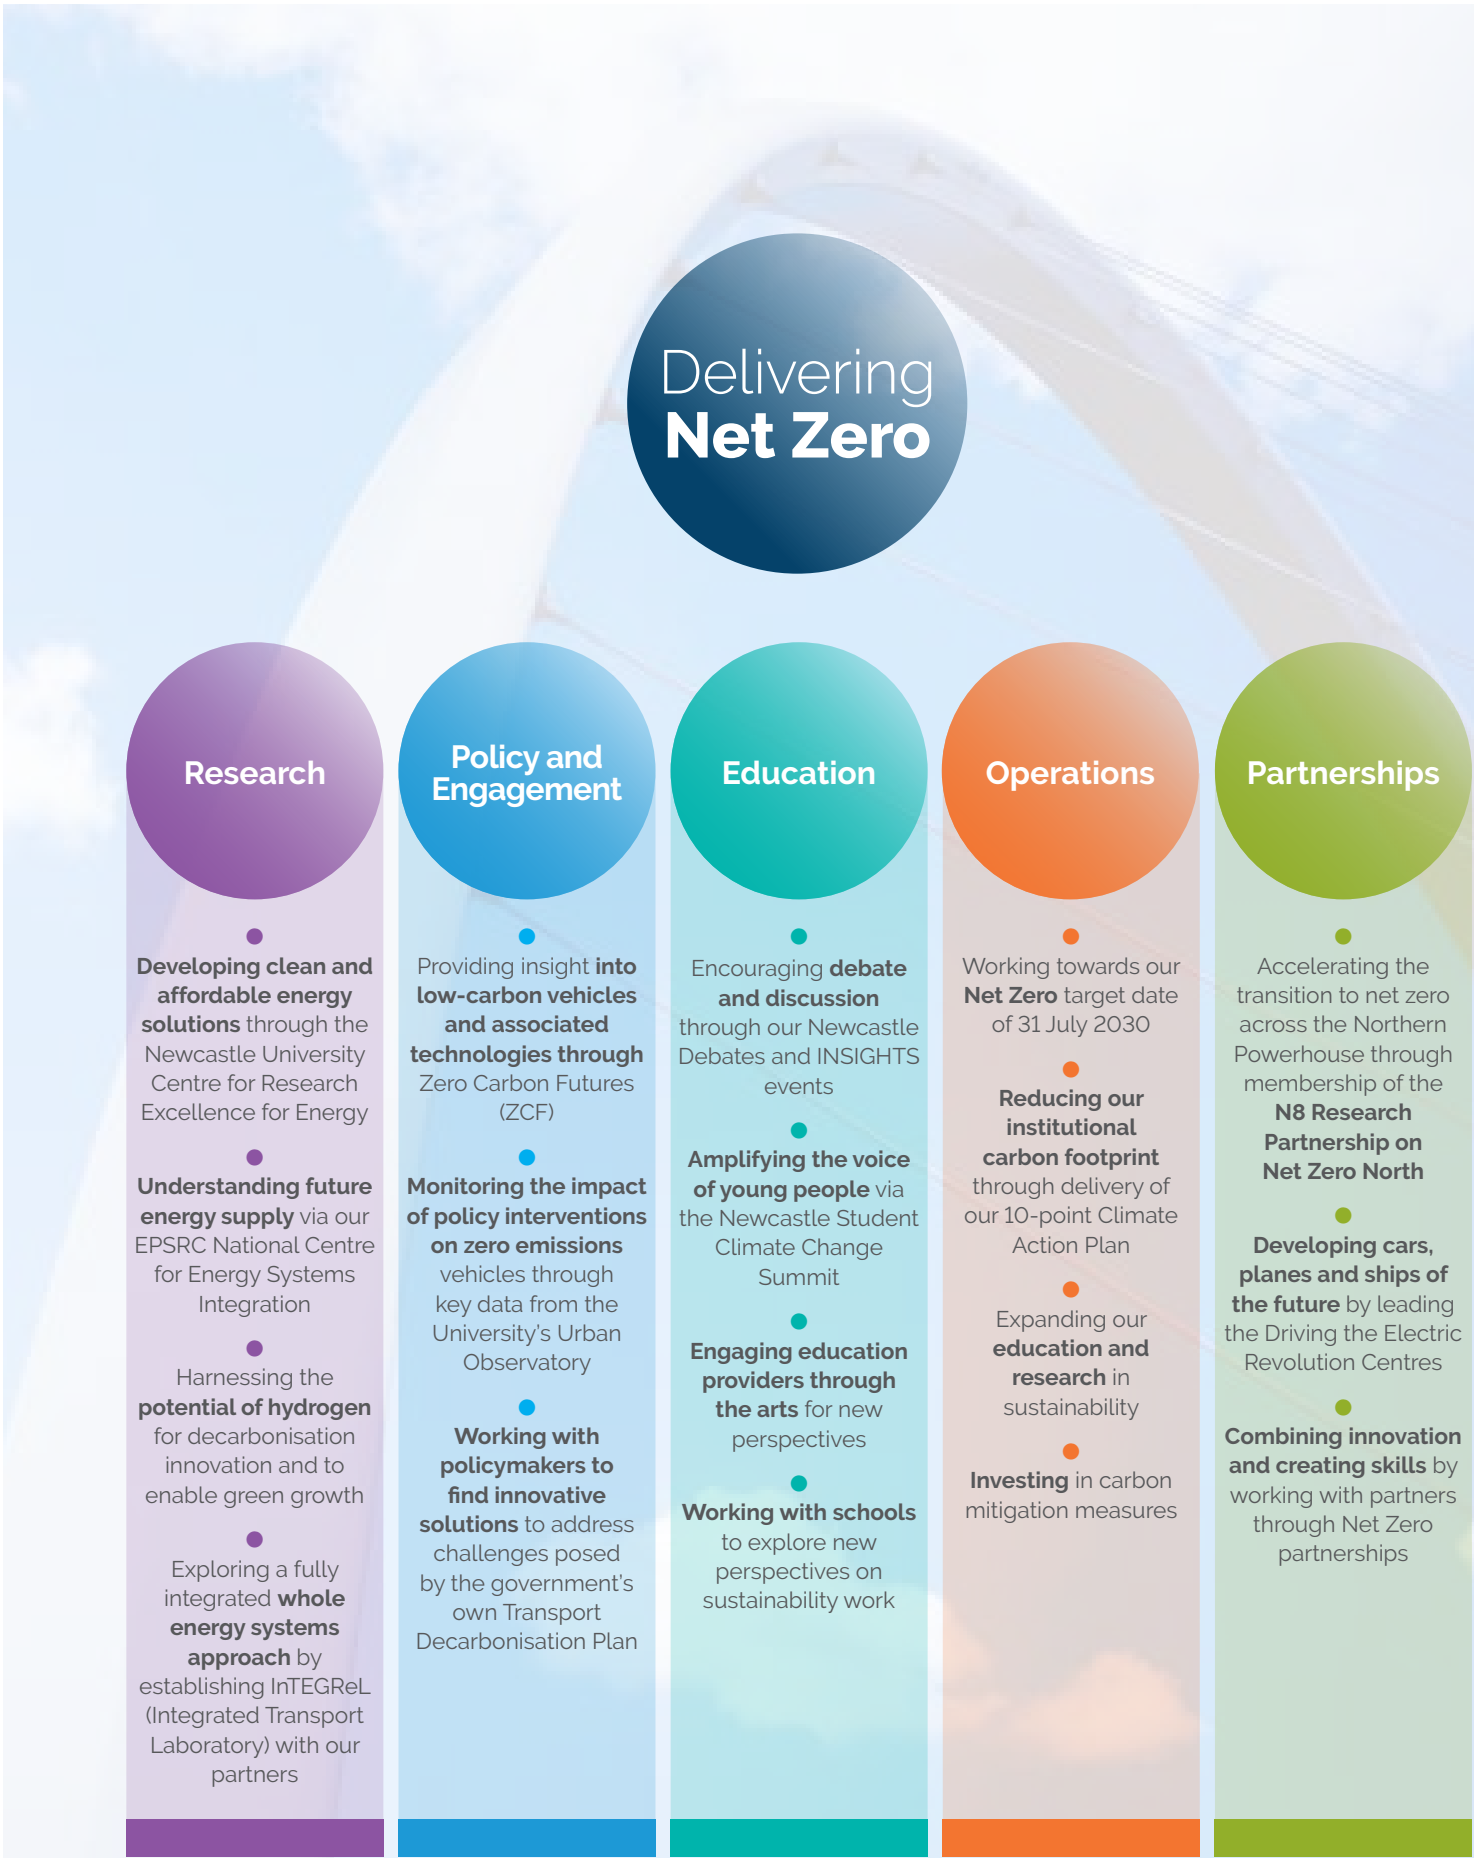 Delivering
Net Zero
Research
Developing clean and
affordable energy
solutions through the
Newcastle University
Centre for Research
Excellence for Energy
Understanding future
energy supply via our
EPSRC National Centre
for Energy Systems
Integration
Harnessing the
potential of hydrogen
for decarbonisation
innovation and to
enable green growth
Exploring a fully
integrated whole
energy systems
approach by
establishing InTEGReL
(Integrated Transport
Laboratory) with our
partners
Policy and
Engagement
Providing insight into
low-carbon vehicles
and associated
technologies through
Zero Carbon Futures
(ZCF)
Monitoring the impact
of policy interventions
on zero emissions
vehicles through
key data from the
University's Urban
Observatory
Working with
policymakers to
find innovative
solutions to address
challenges posed
by the government's
own Transport
Decarbonisation Plan
Education
Encouraging debate
and discussion
through our Newcastle
Debates and INSIGHTS
events
Amplifying the voice
of young people via
the Newcastle Student
Climate Change
Summit
Engaging education
providers through
the arts for new
perspectives
Working with schools
to explore new
perspectives on
sustainability work
Operations
Working towards our
Net Zero target date
of 31 July 2030
Reducing our
institutional
carbon footprint
through delivery of
our 10-point Climate
Action Plan
Expanding our
education and
research in
sustainability
Investing in carbon
mitigation measures
Partnerships
Accelerating the
transition to net zero
across the Northern
Powerhouse through
membership of the
N8 Research
Partnership on
Net Zero North
Developing cars,
planes and ships of
the future by leading
the Driving the Electric
Revolution Centres
Combining innovation
and creating skills by
working with partners
through Net Zero
partnerships